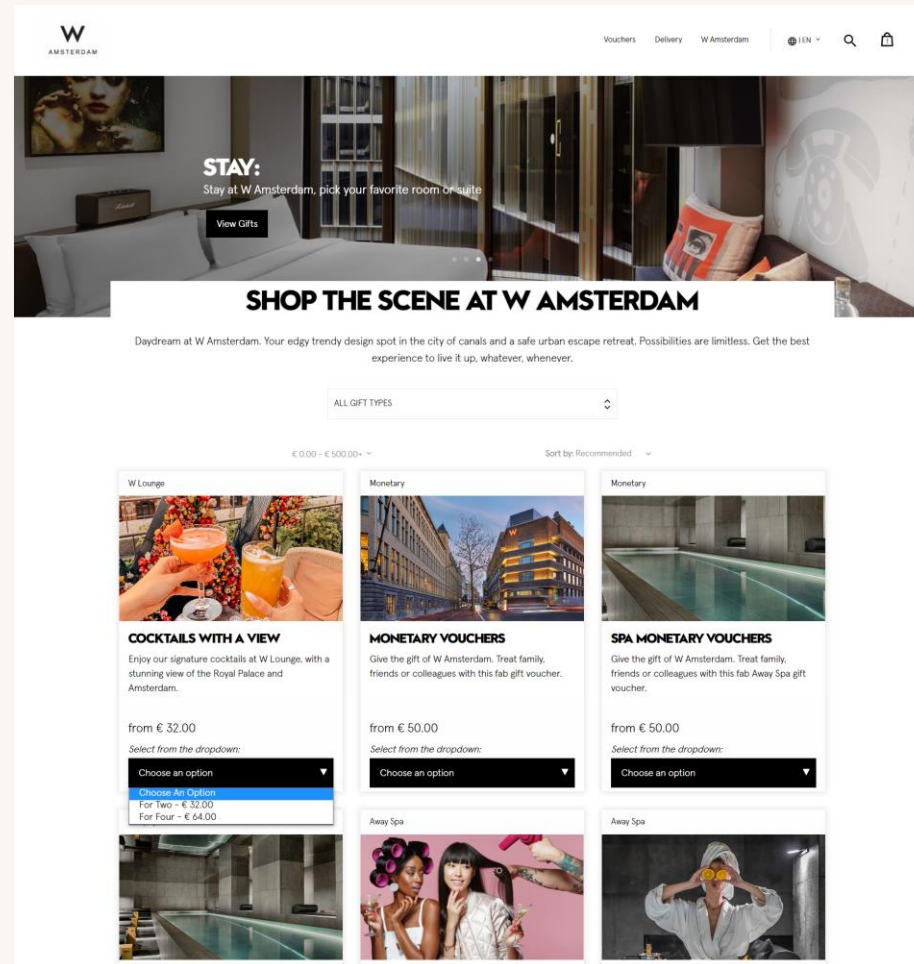 W
AMSTERDAM
Vouchers Delivery W Amsterdam | EN
STAY:
Stay at W Amsterdam, pick your favorite room or suite
View Gifts
SHOP THE SCENE AT W AMSTERDAM
Daydream at W Amsterdam. Your edgy trendy design spot in the city of canals and a safe urban escape retreat. Possibilities are limitless. Get the best
experience to live it up, whatever, whenever.
ALL GIFT TYPES
€ 0.00 - € 500.00+ Sort by: Recommended
W Lounge
COCKTAILS WITH A VIEW
Enjoy our signature cocktails at W Lounge, with a
stunning view of the Royal Palace and
Amsterdam.
from € 32.00
Select from the dropdown:
Choose an option
Choose An Option
For Two - € 32.00
For Four - € 64.00
Monetary
W
MONETARY VOUCHERS
Give the gift of W Amsterdam. Treat family,
friends or colleagues with this fab gift voucher.
from € 50.00
Select from the dropdown:
Choose an option
Monetary
SPA MONETARY VOUCHERS
Give the gift of W Amsterdam. Treat family,
friends or colleagues with this fab Away Spa gift
voucher.
from € 50.00
Select from the dropdown:
Choose an option
Away Spa
Away Spa